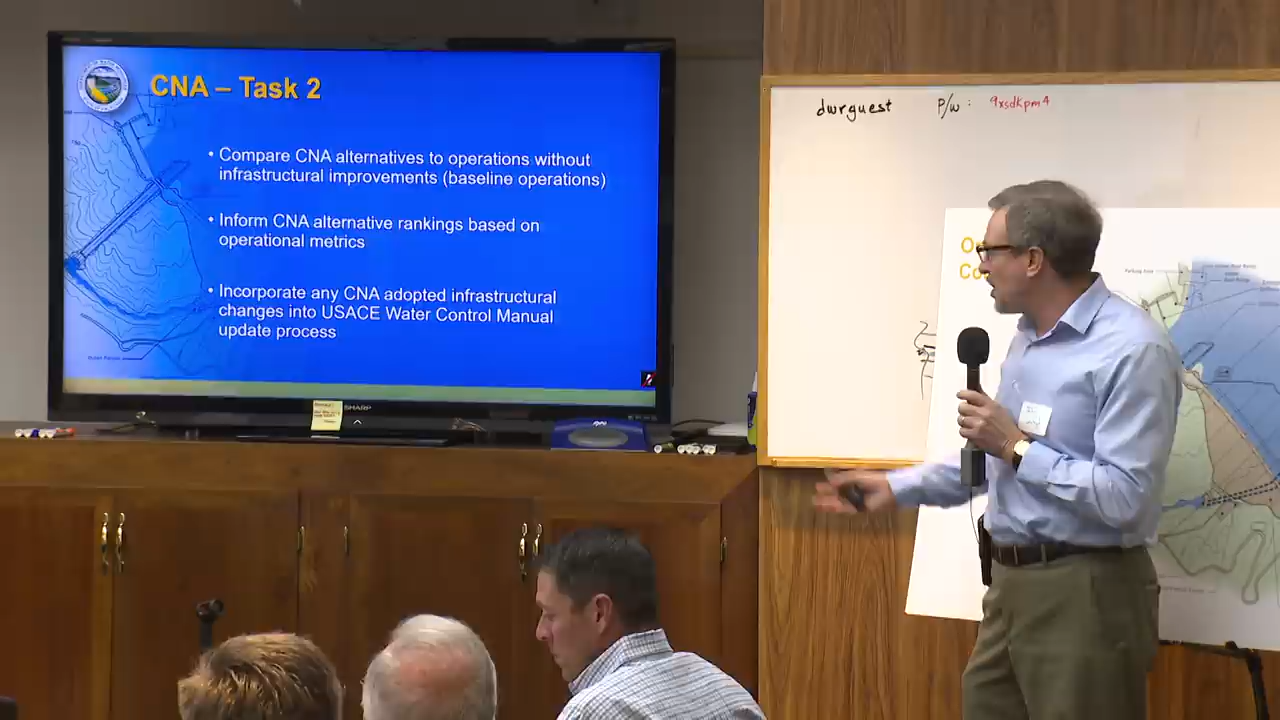 CNA – Task 2
• Compare CNA alternatives to operations without
infrastructural improvements (baseline operations)
• Inform CNA alternative rankings based on
operational metrics
• Incorporate any CNA adopted infrastructural
changes into USACE Water Control Manual
update process
SHARP
dwrguest P/w: 9xsdkpm4